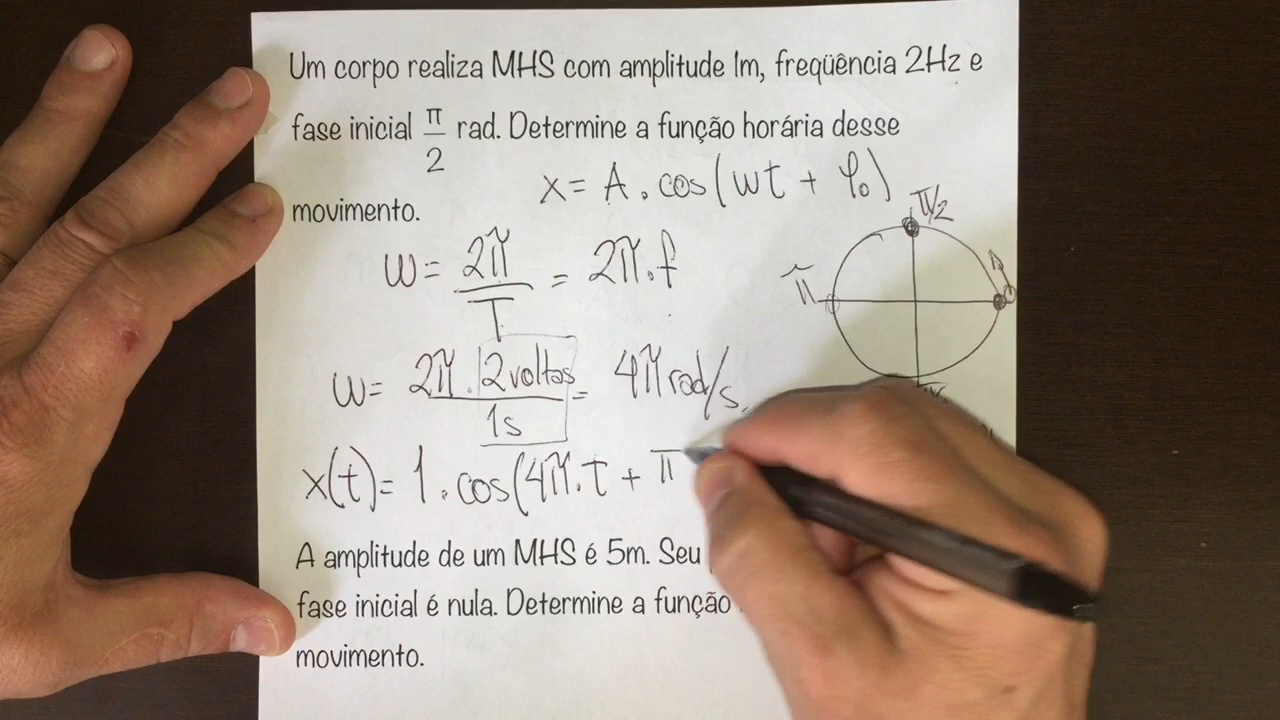 Um corpo realiza MHS com amplitude 1m, freqüência 2Hz e
fase inicial π/2 rad. Determine a função horária desse
movimento.
x = A . cos(wt + φ₀)
π/2
w = 2π/T = 2π.f
π
w = 2π . 2 voltas/1s = 4π rad/s.
x(t) = 1 . cos(4π.t + π
A amplitude de um MHS é 5m. Seu
fase inicial é nula. Determine a função
movimento.